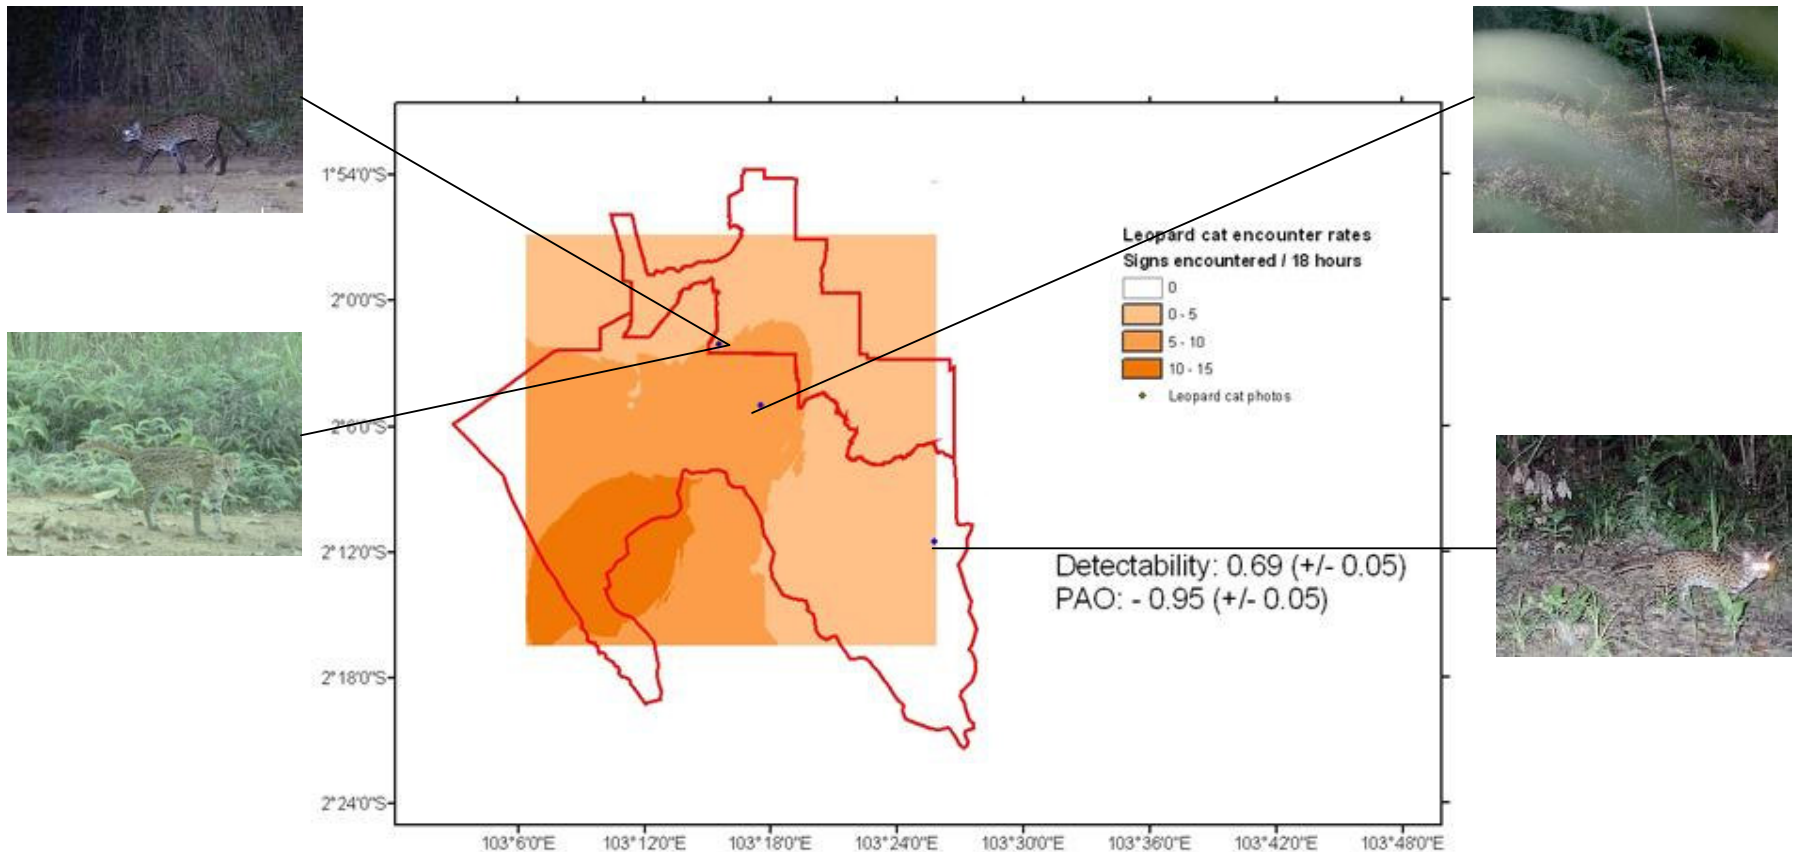 1°54'0"S
2°0'0"S
2°6'0"S
2°12'0"S
2°18'0"S
2°24'0"S
103°6'0"E
103°12'0"E
103°18'0"E
103°24'0"E
103°30'0"E
103°36'0"E
103°42'0"E
103°48'0"E
Leopard cat encounter rates
Signs encountered / 18 hours
0
0 - 5
5 - 10
10 - 15
Leopard cat photos
Detectability: 0.69 (+/- 0.05)
PAO: - 0.95 (+/- 0.05)